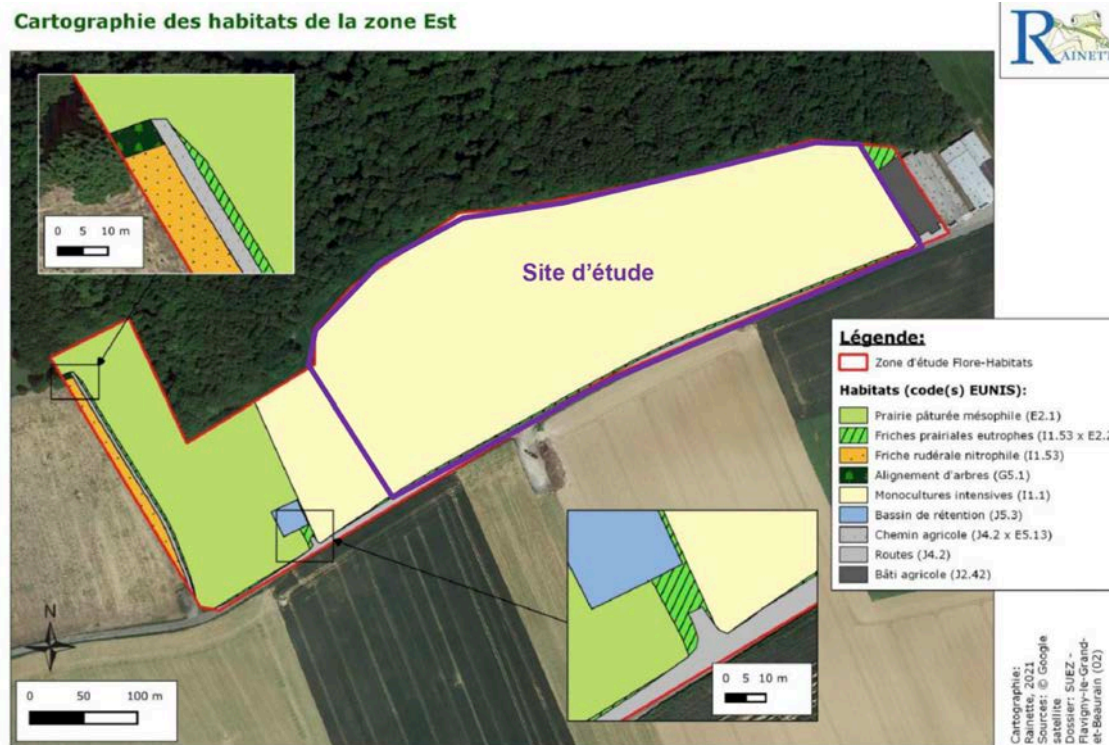 Cartographie des habitats de la zone Est
RAINETT
0 5 10 m
Site d'étude
Légende:
Zone d'étude Flore-Habitats
Habitats (code(s) EUNIS):
Prairie pâturée mésophile (E2.1)
Friches prairiales eutrophes (I1.53 x E2.2
Friche rudérale nitrophile (I1.53)
Alignement d'arbres (G5.1)
Monocultures intensives (I1.1)
Bassin de rétention (J5.3)
Chemin agricole (J4.2 x E5.13)
Routes (J4.2)
Bâti agricole (J2.42)
N
0 50 100 m
0 5 10 m
Cartographie:
Rainette, 2021
Sources: © Google
satellite
Dossier: SUEZ -
Flavigny-le-Grand-
et-Beaurain (02)